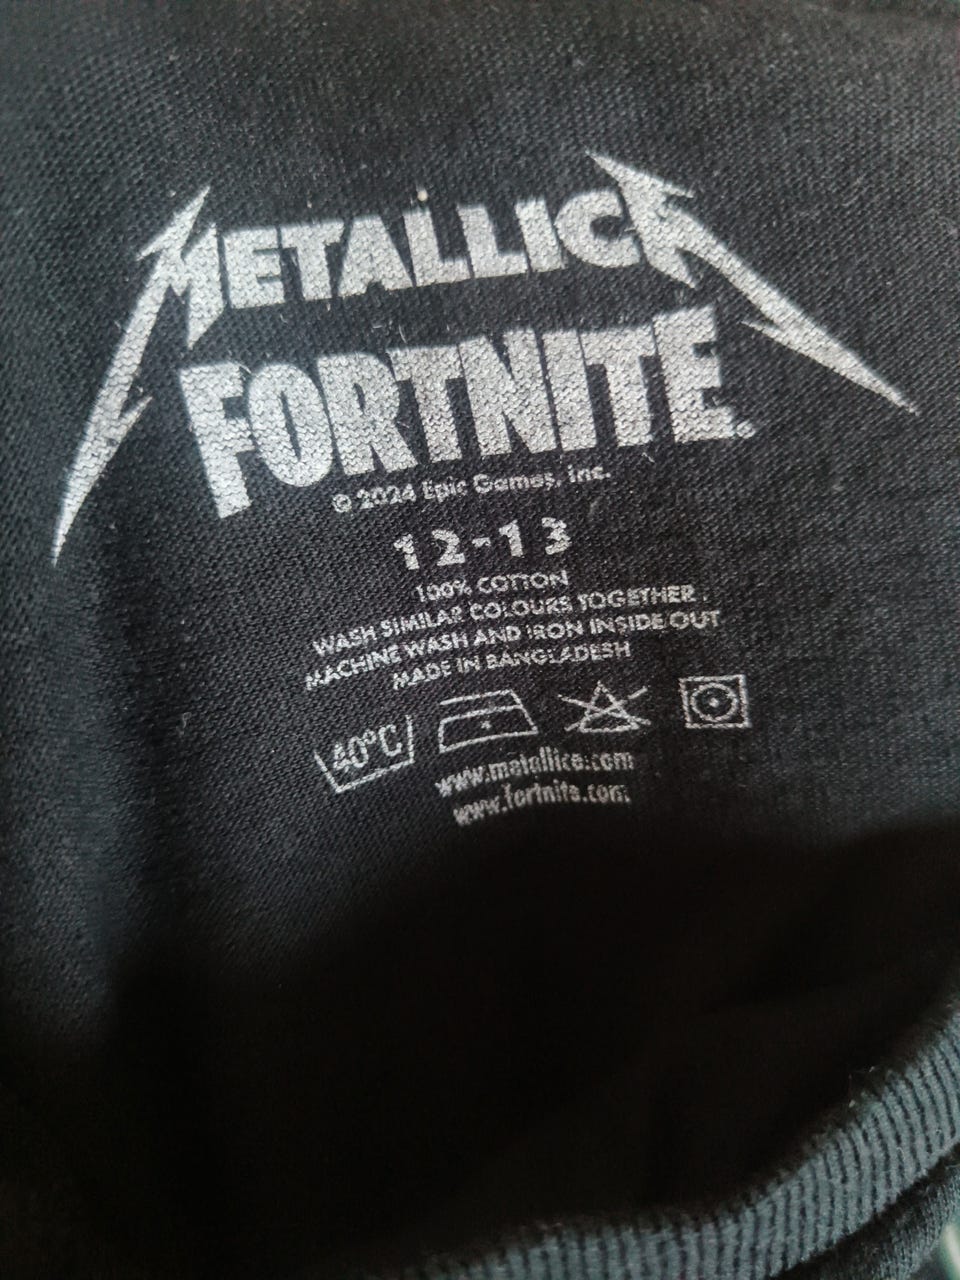 METALLICA
FORTNITE.
© 2024 Epic Games, Inc.
12-13
100% COTTON
WASH SIMILAR COLOURS TOGETHER.
MACHINE WASH AND IRON INSIDE OUT
MADE IN BANGLADESH
40°C
www.metallica.com
www.fortnite.com